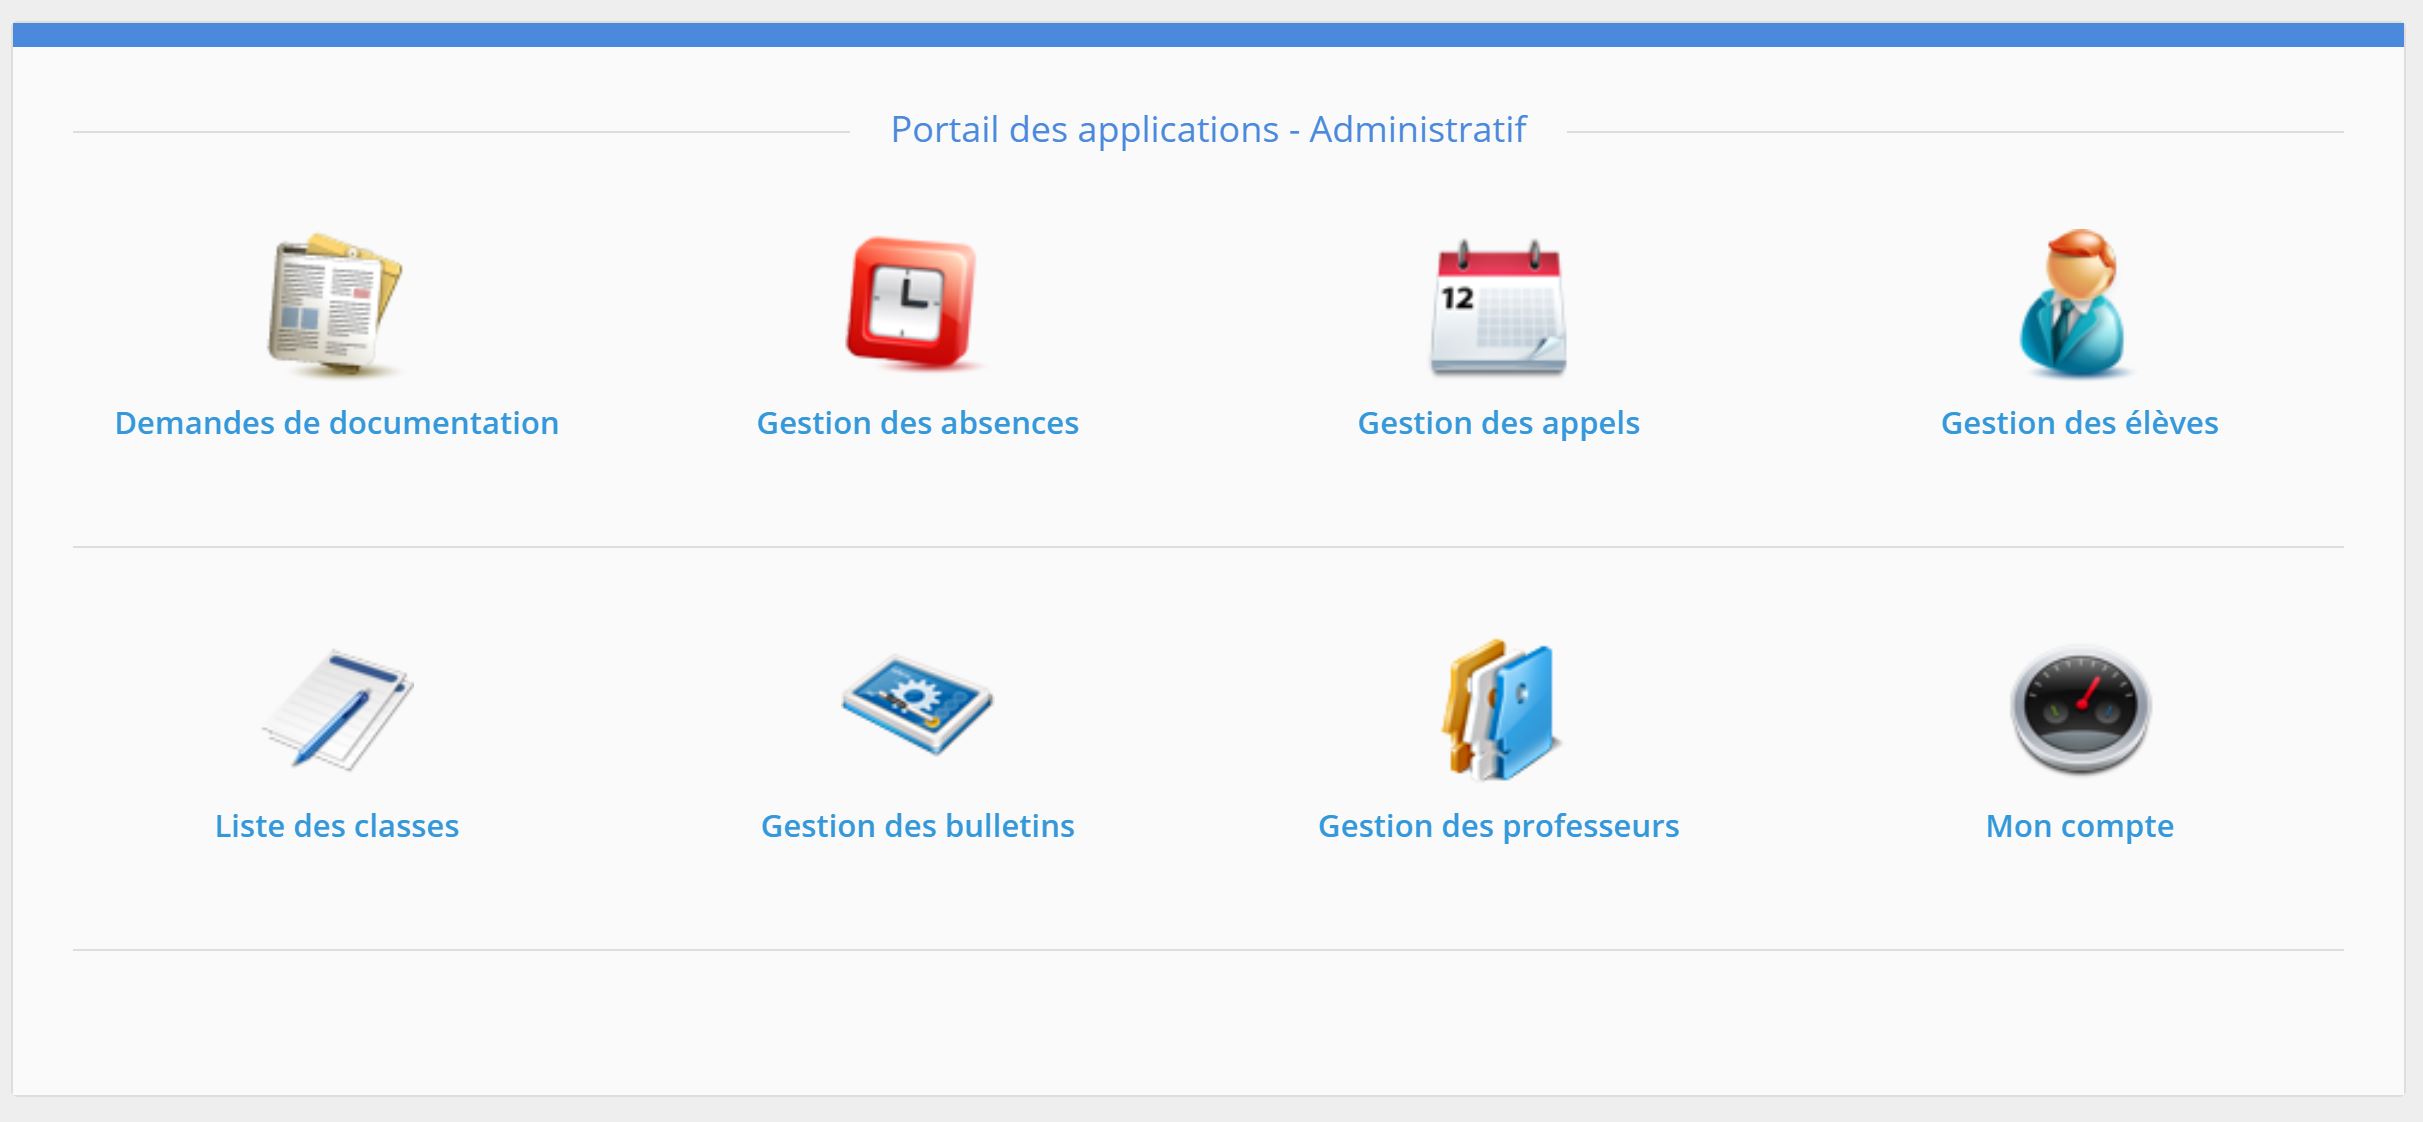 Portail des applications - Administratif
12
Demandes de documentation
Gestion des absences
Gestion des appels
Gestion des élèves
Liste des classes
Gestion des bulletins
Gestion des professeurs
Mon compte